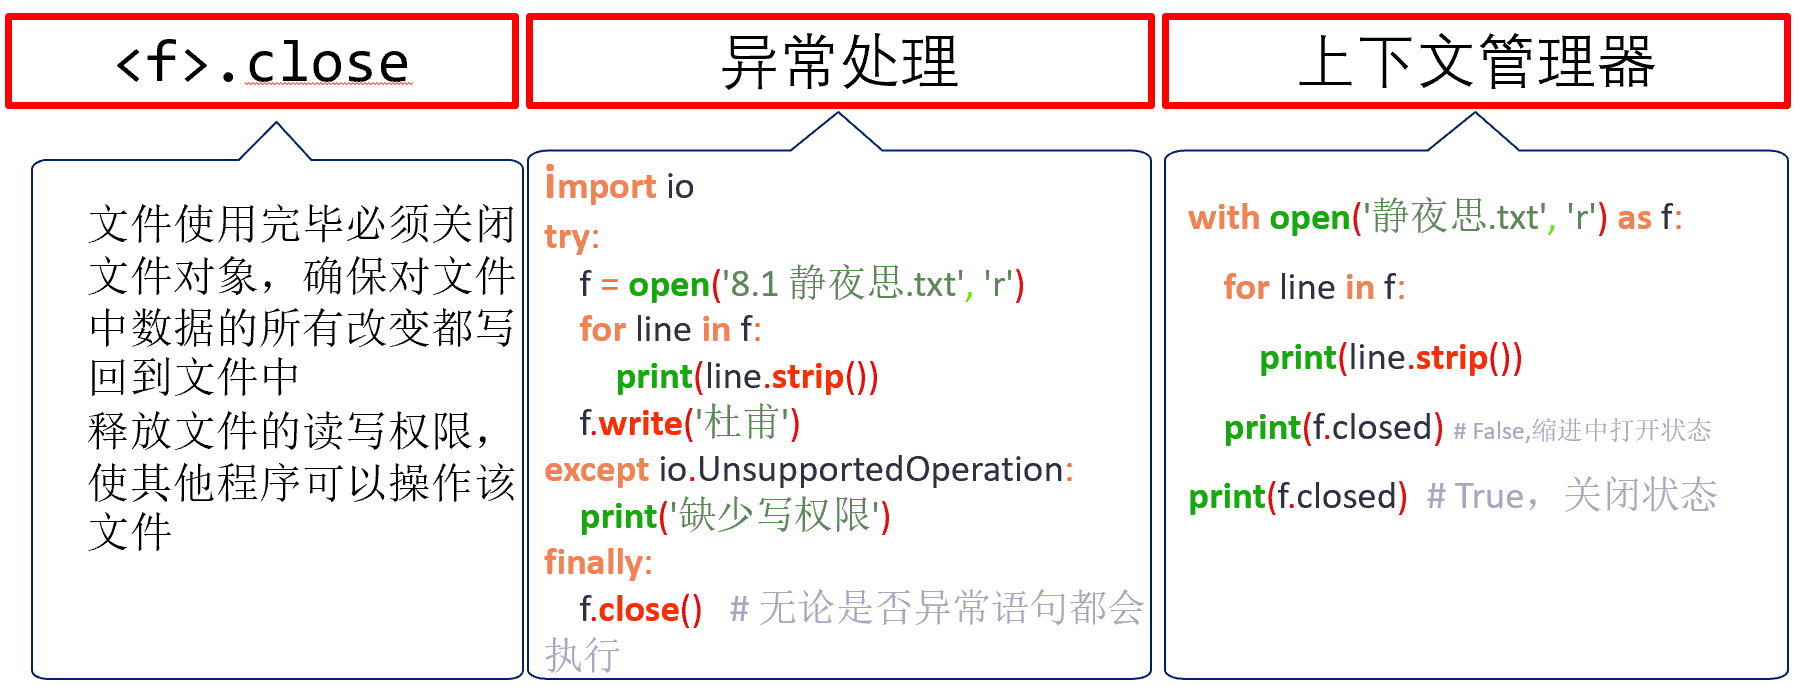 <f>.close
文件使用完毕必须关闭
文件对象，确保对文件
中数据的所有改变都写
回到文件中
释放文件的读写权限，
使其他程序可以操作该
文件
异常处理
import io
try:
f = open('8.1 静夜思.txt', 'r')
for line in f:
print(line.strip())
f.write('杜甫')
except io.UnsupportedOperation:
print('缺少写权限')
finally:
f.close() # 无论是否异常语句都会
执行
上下文管理器
with open('静夜思.txt', 'r') as f:
for line in f:
print(line.strip())
print(f.closed) # False,缩进中打开状态
print(f.closed) # True，关闭状态